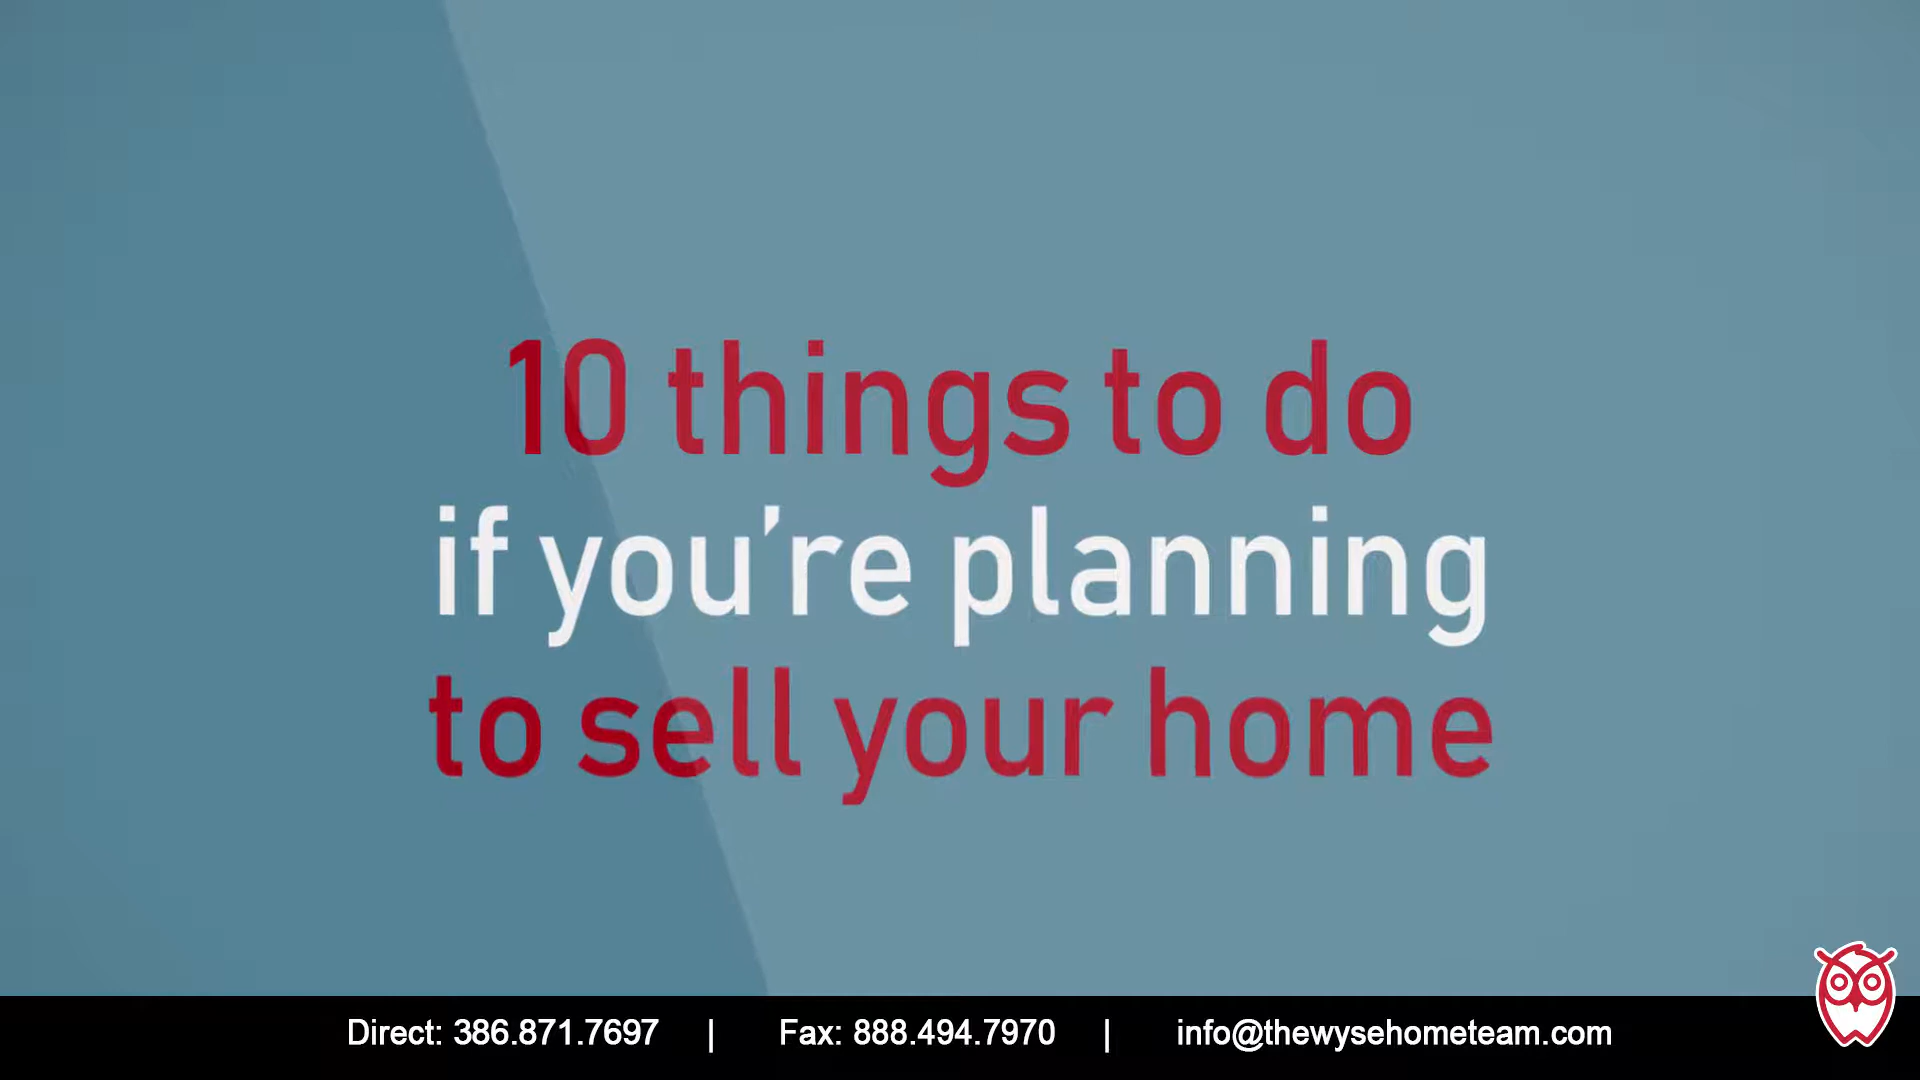 10 things to do
if you're planning
to sell your home
Direct: 386.871.7697 | Fax: 888.494.7970 | info@thewysehometeam.com